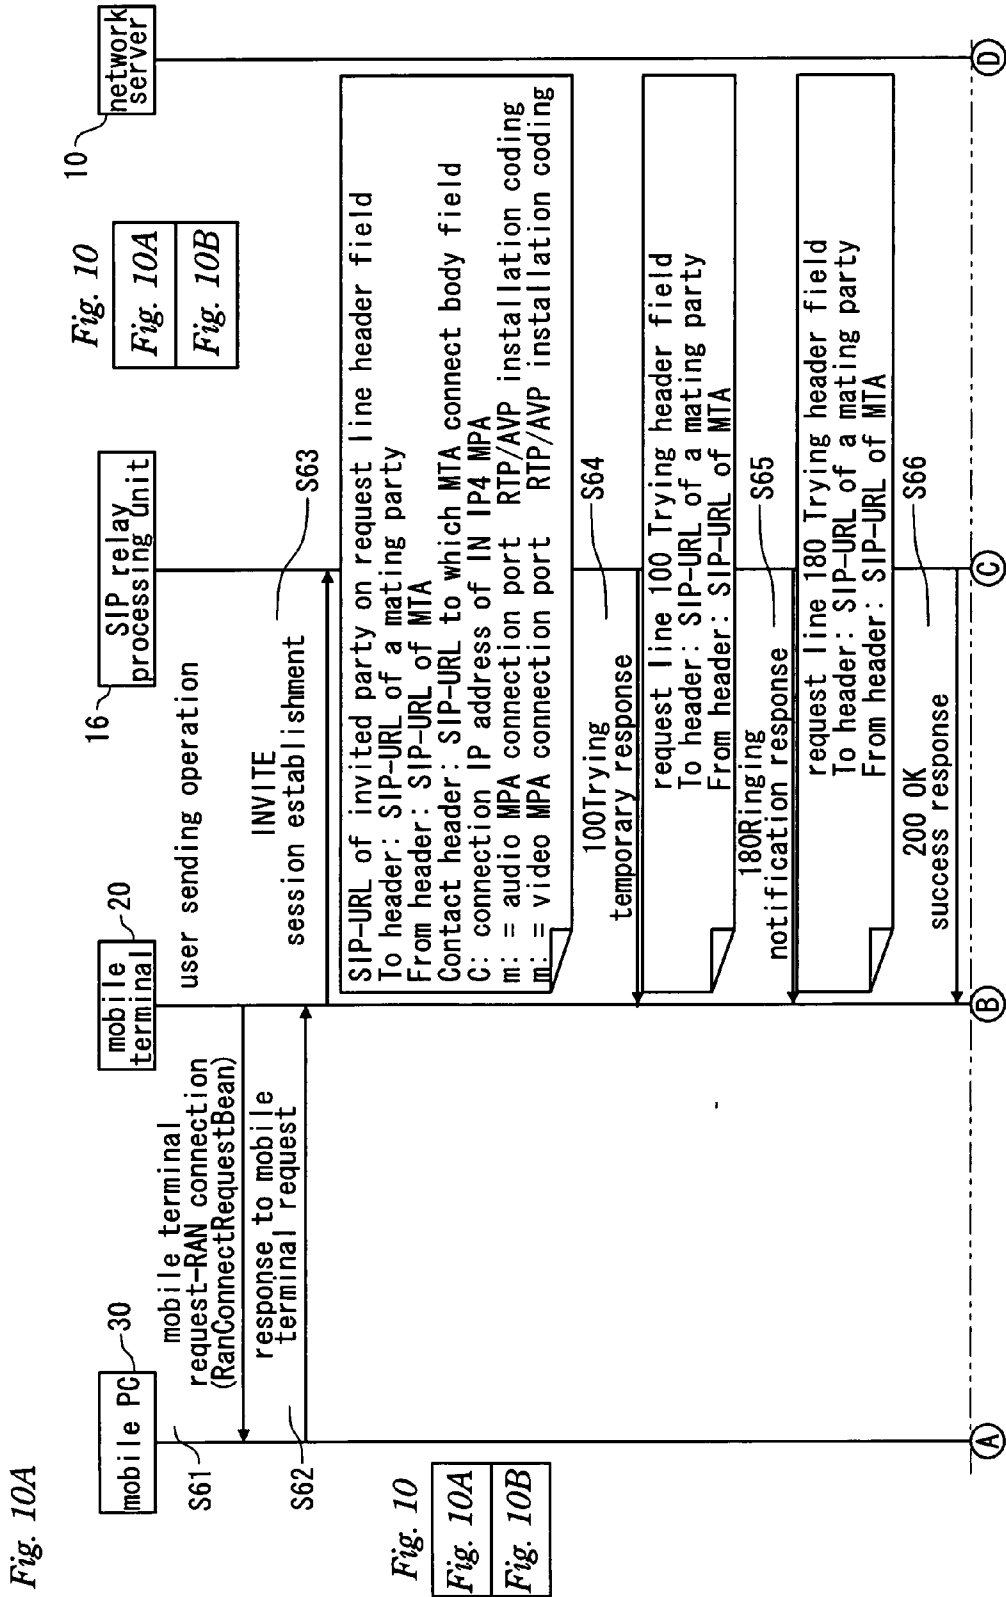 Fig. 10A
mobile PC
30
mobile
terminal
20
SIP relay
processing unit
16
network
server
10
Fig. 10
Fig. 10A
Fig. 10B
Fig. 10
Fig. 10A
Fig. 10B
S61
mobile terminal
request-RAN connection
(RanConnectRequestBean)
S62
response to mobile
terminal request
user sending operation
INVITE
session establishment
S63
SIP-URL of invited party on request line header field
To header: SIP-URL of a mating party
From header: SIP-URL of MTA
Contact header: SIP-URL to which MTA connect body field
C: connection IP address of IN IP4 MPA
m: = audio MPA connection port RTP/AVP installation coding
m: = video MPA connection port RTP/AVP installation coding
100Trying
temporary response
S64
request line 100 Trying header field
To header: SIP-URL of a mating party
From header: SIP-URL of MTA
180Ringing
notification response
S65
request line 180 Trying header field
To header: SIP-URL of a mating party
From header: SIP-URL of MTA
200 OK
success response
S66
A
B
C
D